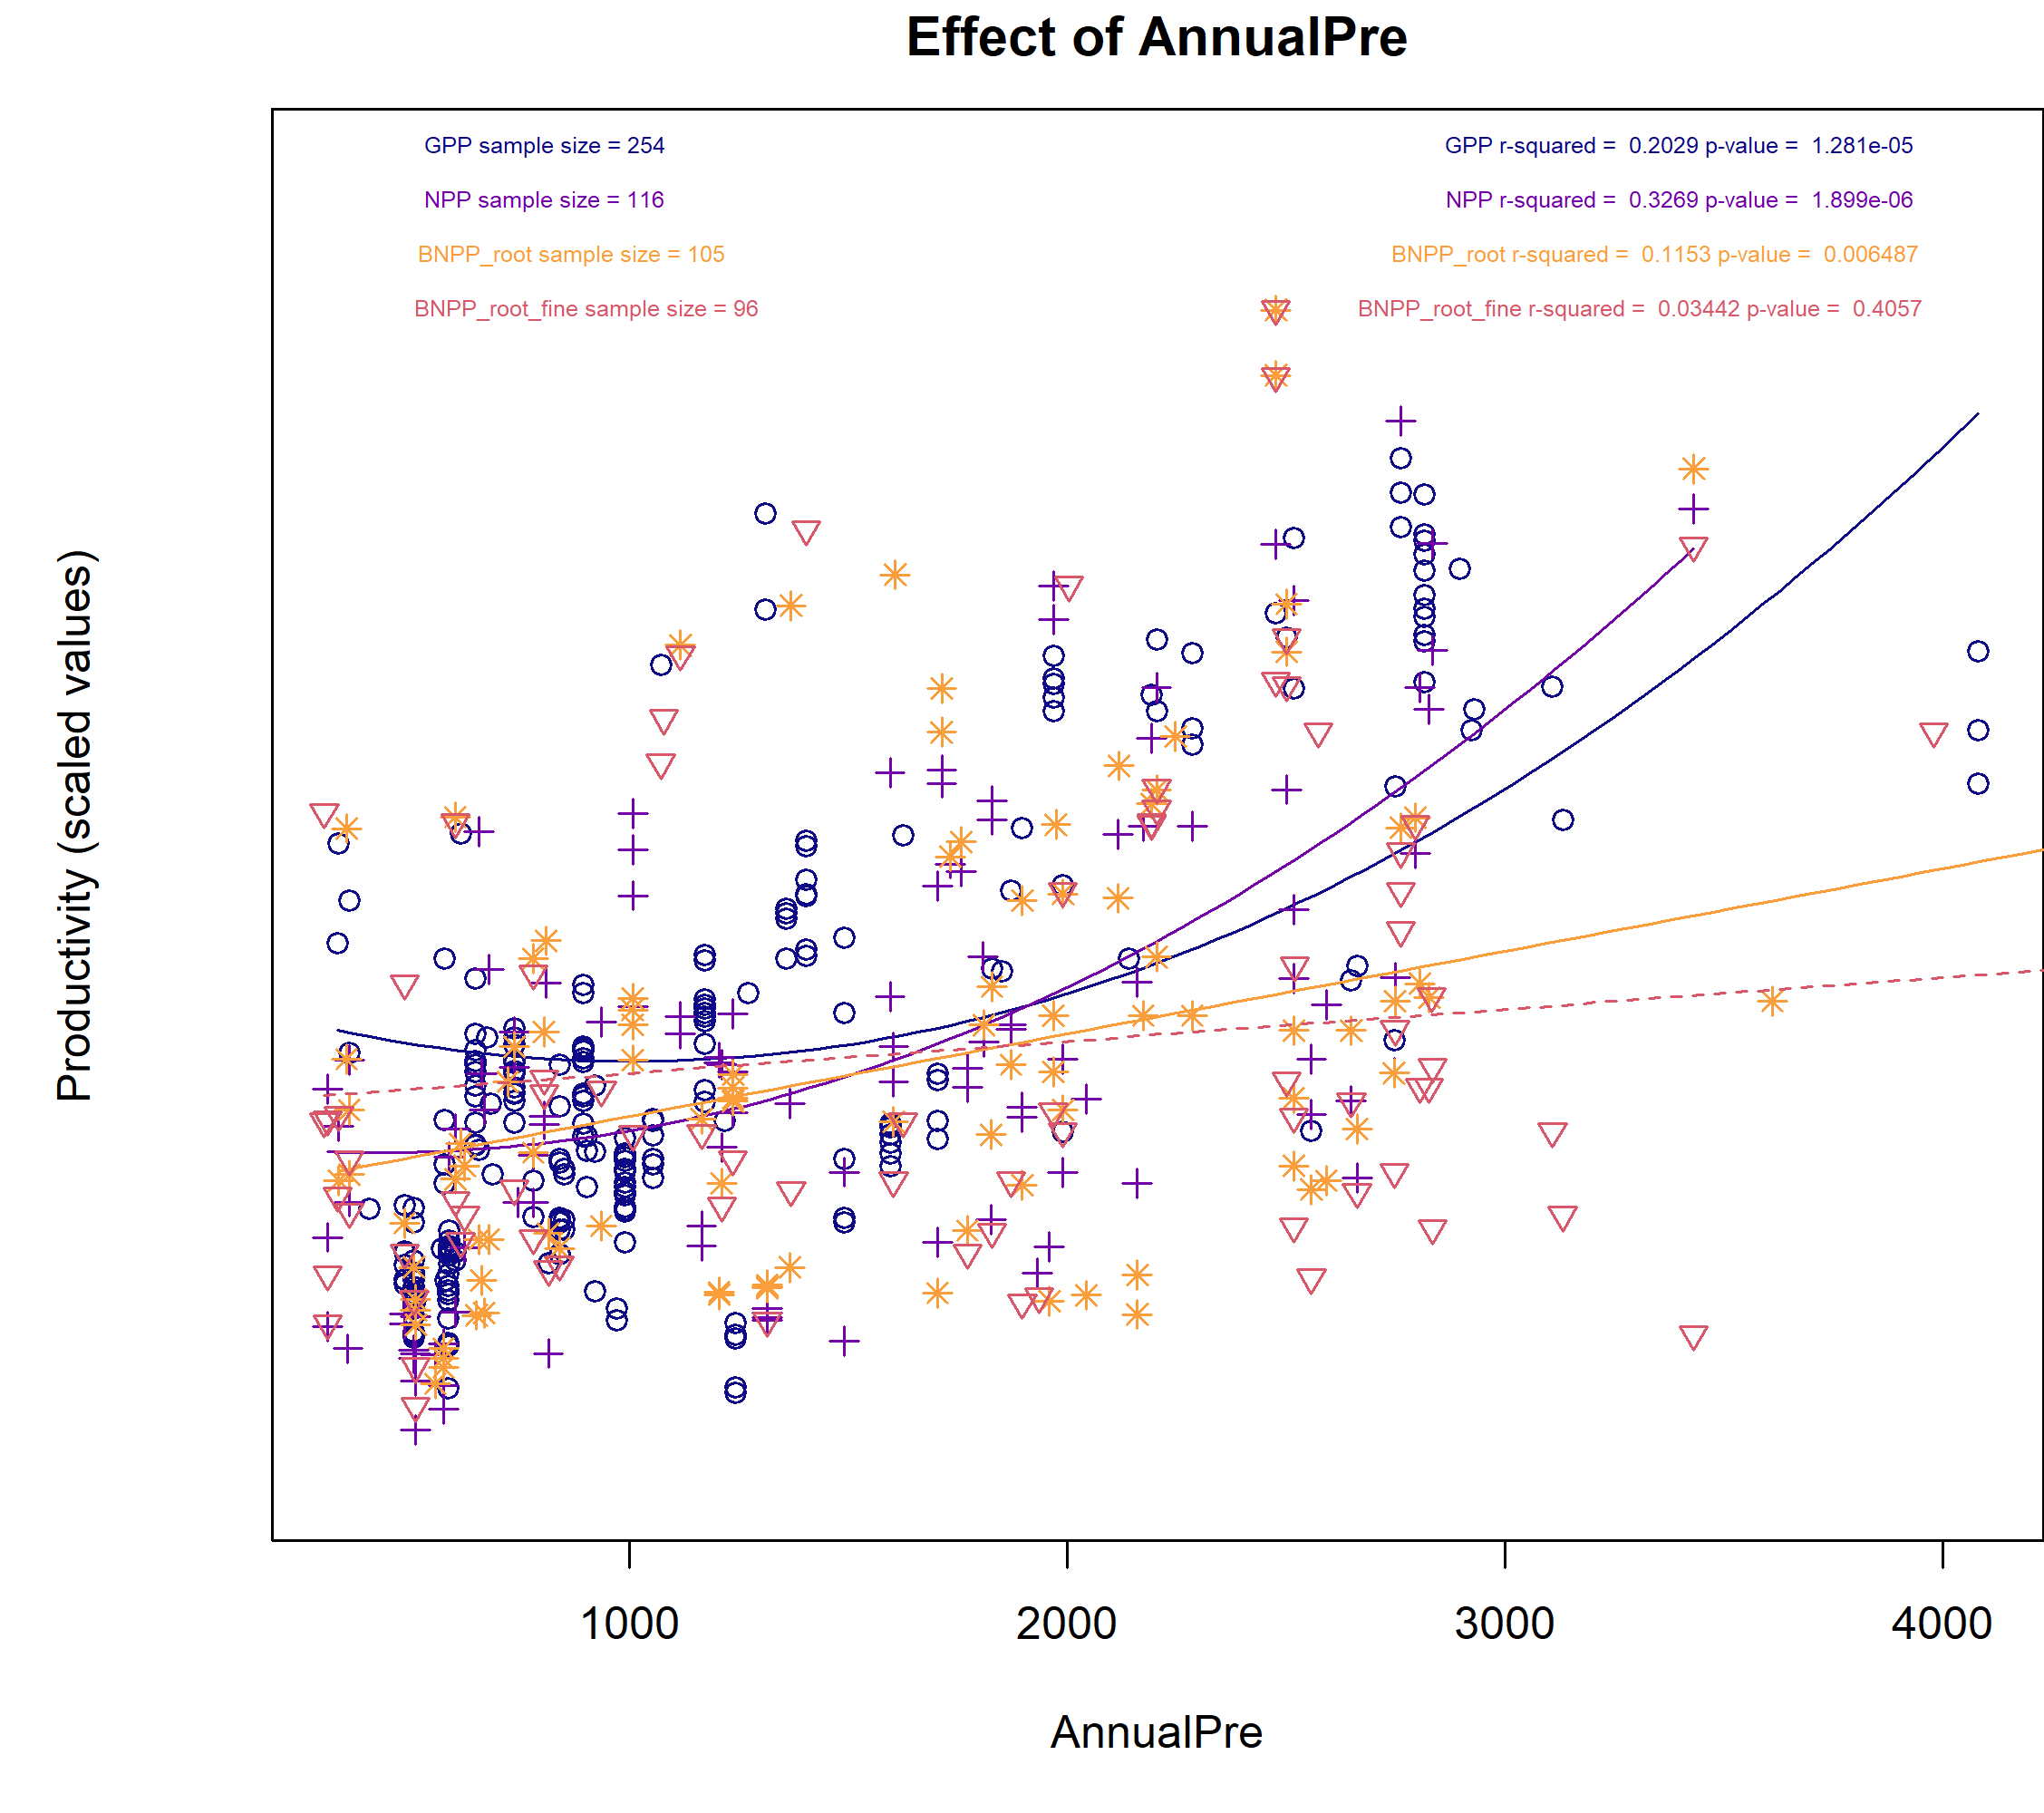 Effect of AnnualPre
GPP sample size = 254
GPP r-squared = 0.2029 p-value = 1.281e-05
NPP sample size = 116
NPP r-squared = 0.3269 p-value = 1.899e-06
BNPP_root sample size = 105
BNPP_root r-squared = 0.1153 p-value = 0.006487
BNPP_root_fine sample size = 96
BNPP_root_fine r-squared = 0.03442 p-value = 0.4057
Productivity (scaled values)
1000 2000 3000 4000
AnnualPre